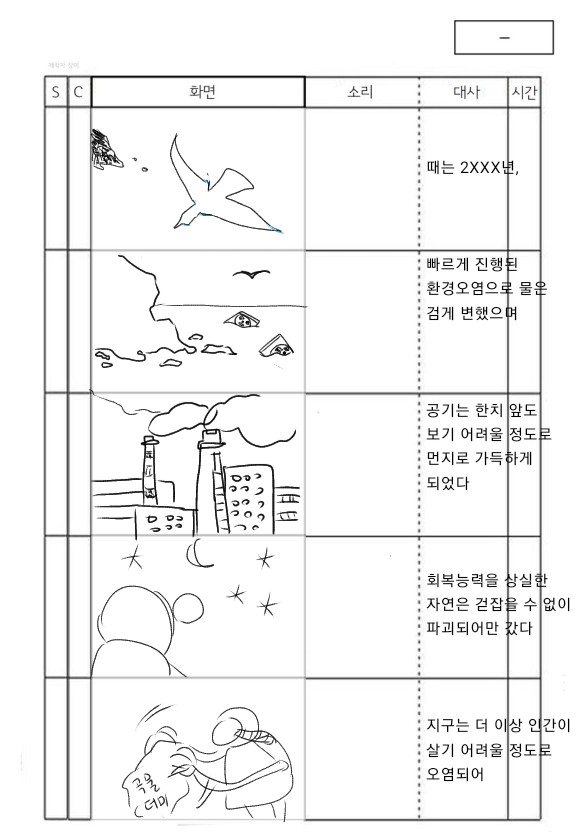 —
S C 화면 소리 대사 시간
때는 2XXX년,
빠르게 진행된
환경오염으로 물은
검게 변했으며
공기는 한치 앞도
보기 어려울 정도로
먼지로 가득하게
되었다
회복능력을 상실한
자연은 걷잡을 수 없이
파괴되어만 갔다
지구는 더 이상 인간이
살기 어려울 정도로
오염되어
곡물
더미